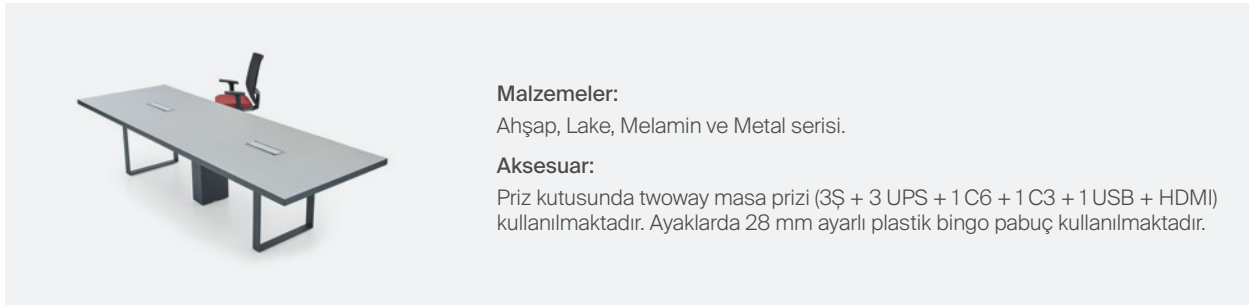 Malzemeler:
Ahşap, Lake, Melamin ve Metal serisi.
Aksesuar:
Priz kutusunda twoway masa prizi (3Ş + 3 UPS + 1 C6 + 1 C3 + 1 USB + HDMI)
kullanılmaktadır. Ayaklarda 28 mm ayarlı plastik bingo pabuç kullanılmaktadır.